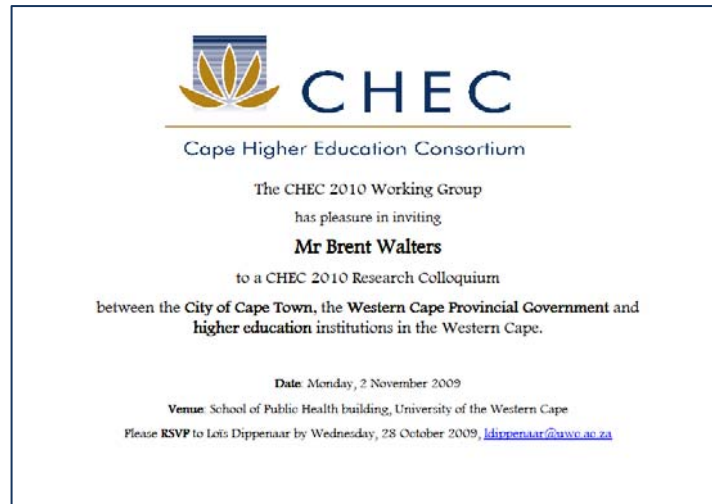 CHEC
Cape Higher Education Consortium
The CHEC 2010 Working Group
has pleasure in inviting
Mr Brent Walters
to a CHEC 2010 Research Colloquium
between the City of Cape Town, the Western Cape Provincial Government and
higher education institutions in the Western Cape.
Date: Monday, 2 November 2009
Venue: School of Public Health building, University of the Western Cape
Please RSVP to Loïs Dippenaar by Wednesday, 28 October 2009, ldippenaar@uwc.ac.za